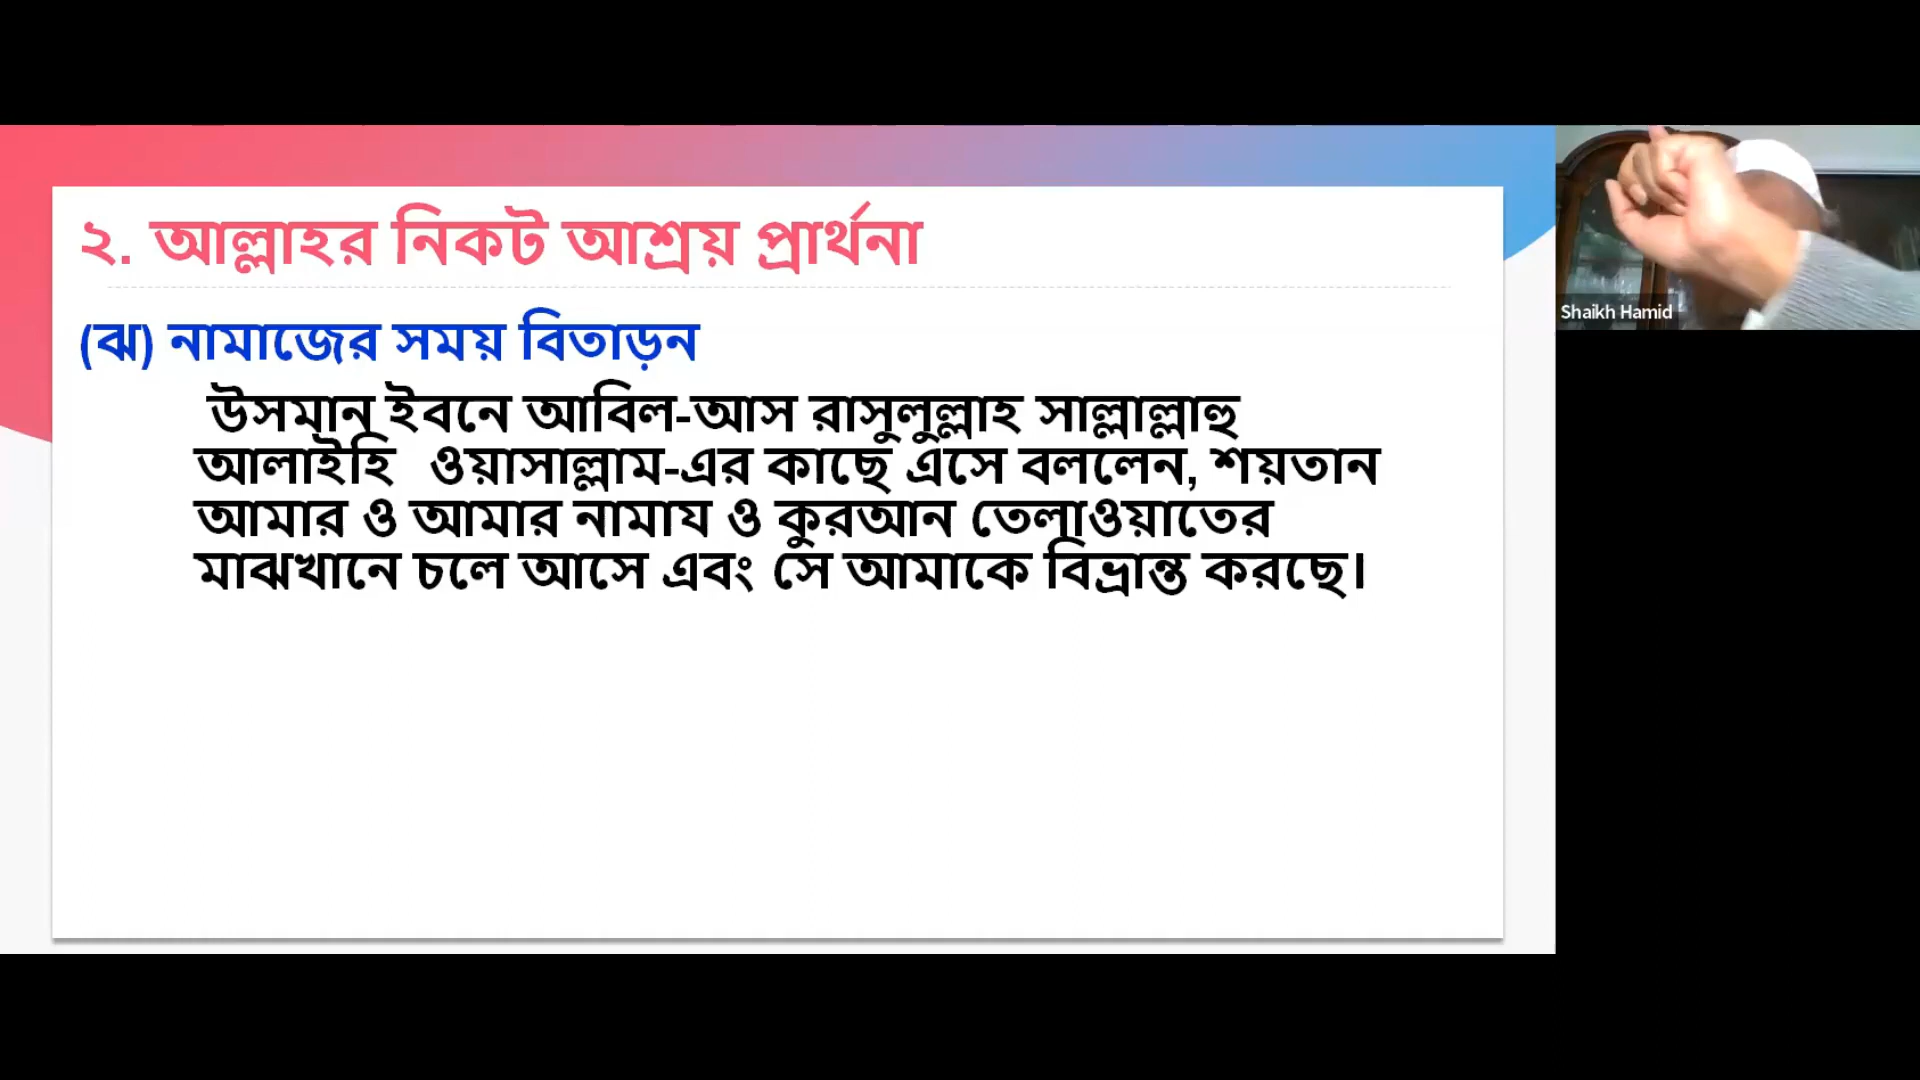 ২. আল্লাহর নিকট আশ্রয় প্রার্থনা
(ঝ) নামাজের সময় বিতাড়ন
উসমান ইবনে আবিল-আস রাসুলুল্লাহ সাল্লাল্লাহু
আলাইহি ওয়াসাল্লাম-এর কাছে এসে বললেন, শয়তান
আমার ও আমার নামায ও কুরআন তেলাওয়াতের
মাঝখানে চলে আসে এবং সে আমাকে বিভ্রান্ত করছে।
Shaikh Hamid